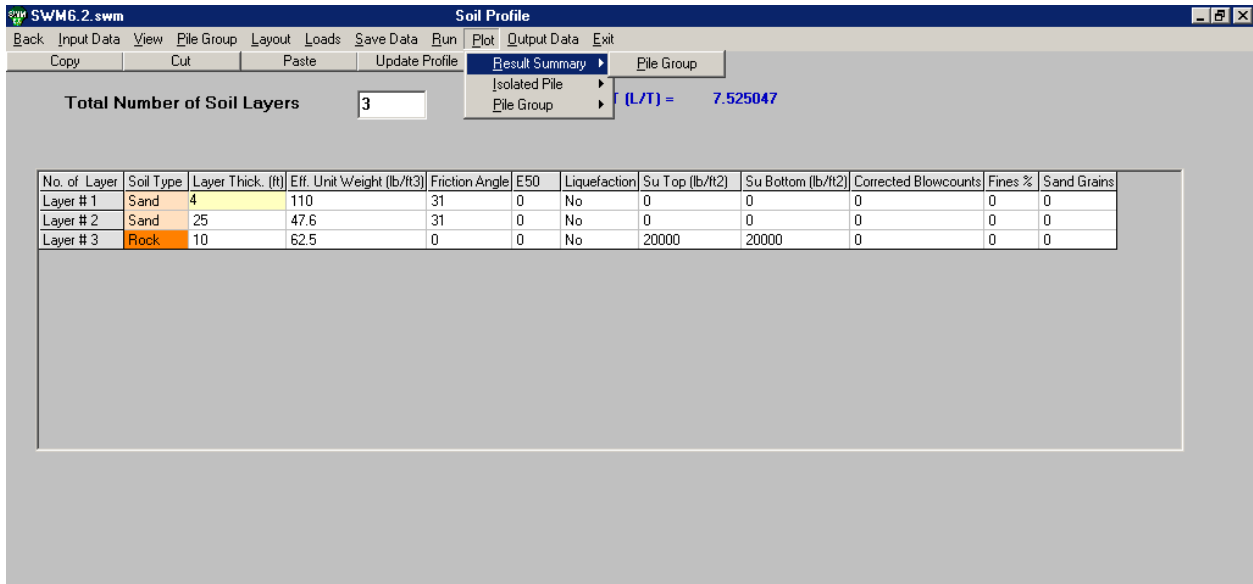 SWM6.2.swm Soil Profile
Back Input Data View Pile Group Layout Loads Save Data Run Plot Output Data Exit
Copy Cut Paste Update Profile Result Summary Pile Group
Isolated Pile
Total Number of Soil Layers 3 Pile Group (L/T) = 7.525047
No. of Layer Soil Type Layer Thick. (ft) Eff. Unit Weight (lb/ft3) Friction Angle E50 Liquefaction Su Top (lb/ft2) Su Bottom (lb/ft2) Corrected Blowcounts Fines % Sand Grains
Layer # 1 Sand 4 110 31 0 No 0 0 0 0 0
Layer # 2 Sand 25 47.6 31 0 No 0 0 0 0 0
Layer # 3 Rock 10 62.5 0 0 No 20000 20000 0 0 0